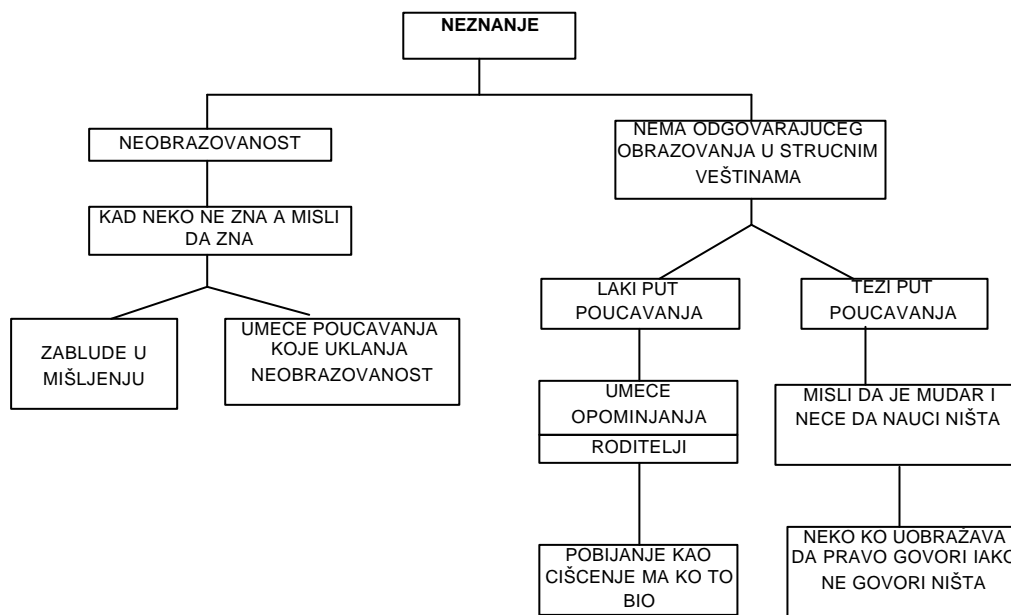 NEZNANJE
NEOBRAZOVANOST
NEMA ODGOVARAJUCEG
OBRAZOVANJA U STRUCNIM
VEŠTINAMA
KAD NEKO NE ZNA A MISLI
DA ZNA
LAKI PUT
POUCAVANJA
TEZI PUT
POUCAVANJA
ZABLUDE U
MIŠLJENJU
UMECE POUCAVANJA
KOJE UKLANJA
NEOBRAZOVANOST
UMECE
OPOMINJANJA
RODITELJI
MISLI DA JE MUDAR I
NECE DA NAUCI NIŠTA
POBIJANJE KAO
CIŠCENJE MA KO TO
BIO
NEKO KO UOBRAŽAVA
DA PRAVO GOVORI IAKO
NE GOVORI NIŠTA